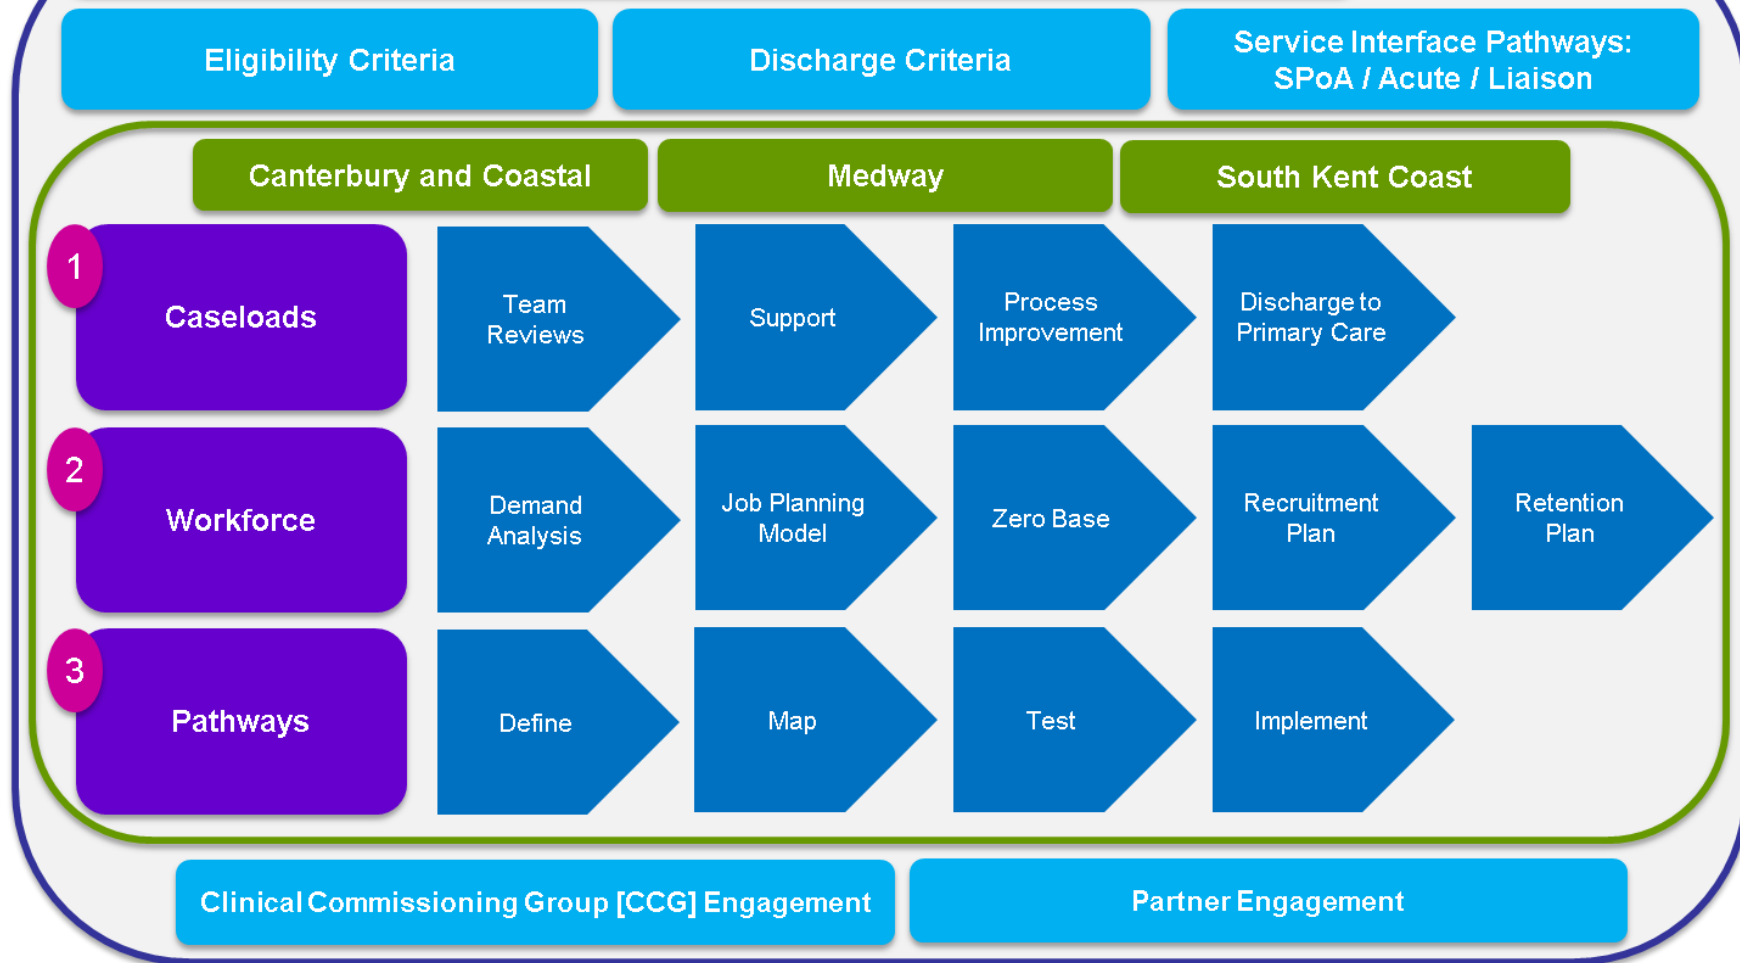 Eligibility Criteria
Discharge Criteria
Service Interface Pathways:
SPoA / Acute / Liaison
Canterbury and Coastal
Medway
South Kent Coast
1
Caseloads
Team
Reviews
Support
Process
Improvement
Discharge to
Primary Care
2
Workforce
Demand
Analysis
Job Planning
Model
Zero Base
Recruitment
Plan
Retention
Plan
3
Pathways
Define
Map
Test
Implement
Clinical Commissioning Group [CCG] Engagement
Partner Engagement